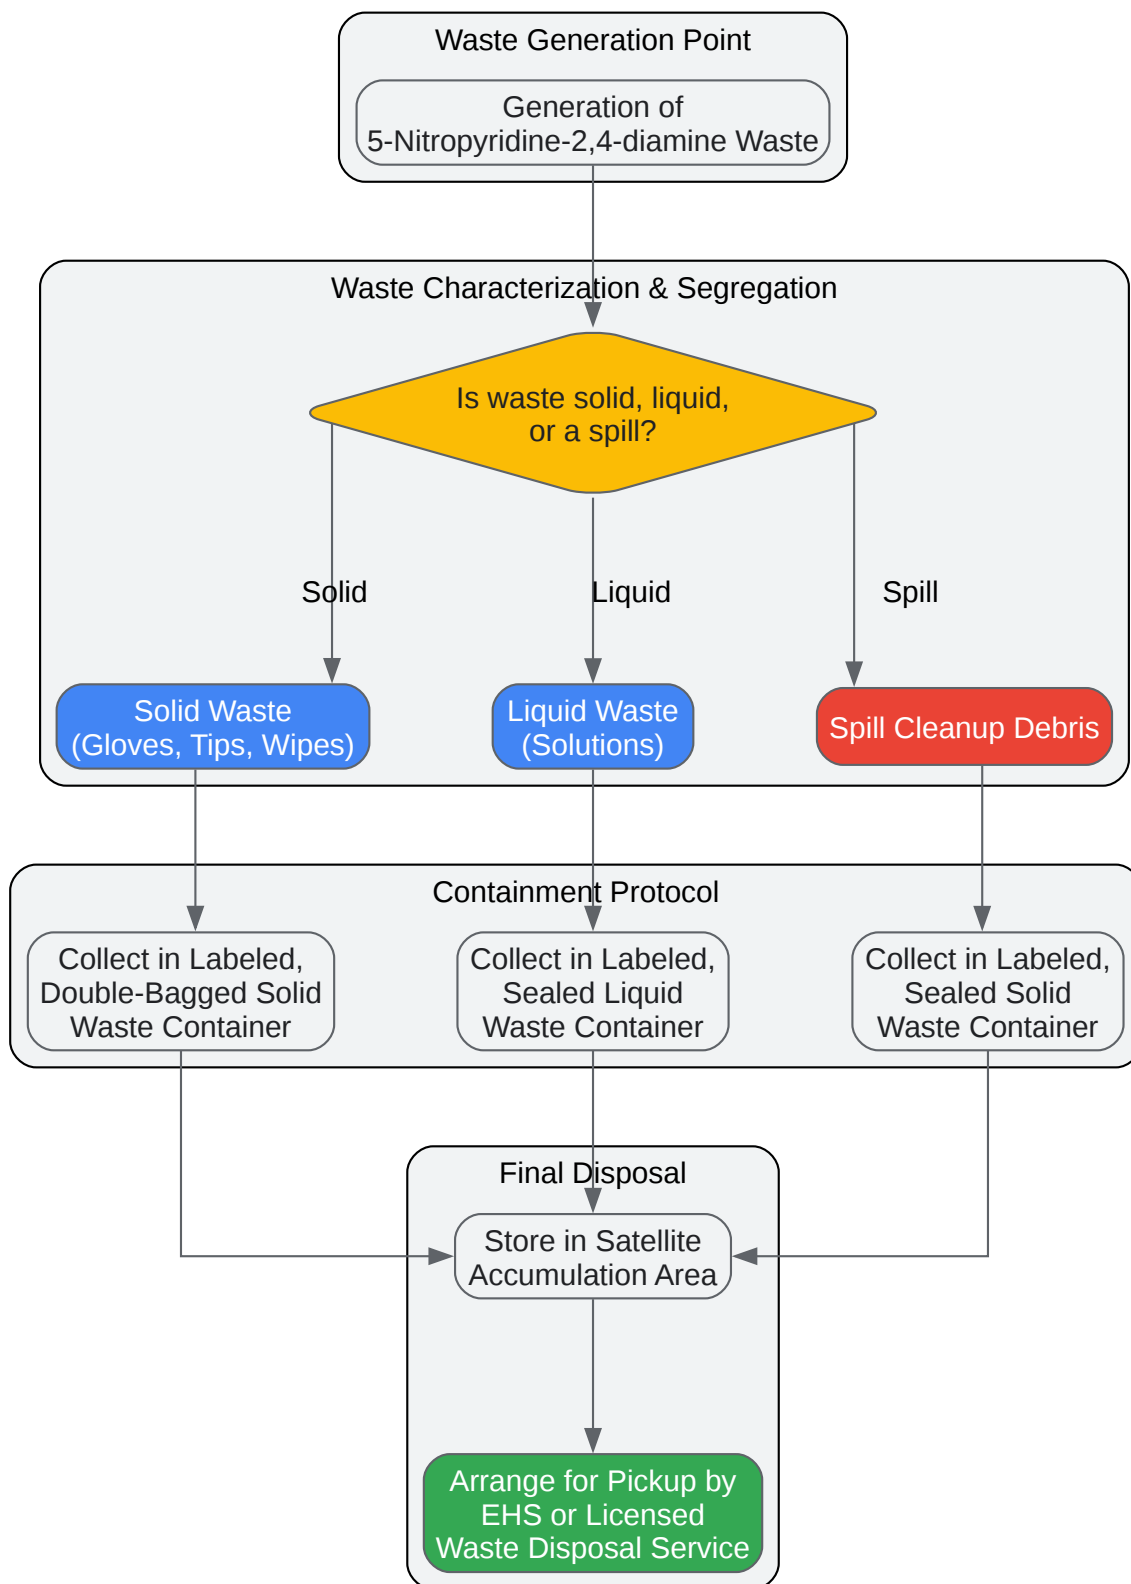 Waste Generation Point
Generation of
5-Nitropyridine-2,4-diamine Waste
Waste Characterization & Segregation
Is waste solid, liquid,
or a spill?
Solid
Liquid
Spill
Solid Waste
(Gloves, Tips, Wipes)
Liquid Waste
(Solutions)
Spill Cleanup Debris
Containment Protocol
Collect in Labeled,
Double-Bagged Solid
Waste Container
Collect in Labeled,
Sealed Liquid
Waste Container
Collect in Labeled,
Sealed Solid
Waste Container
Final Disposal
Store in Satellite
Accumulation Area
Arrange for Pickup by
EHS or Licensed
Waste Disposal Service